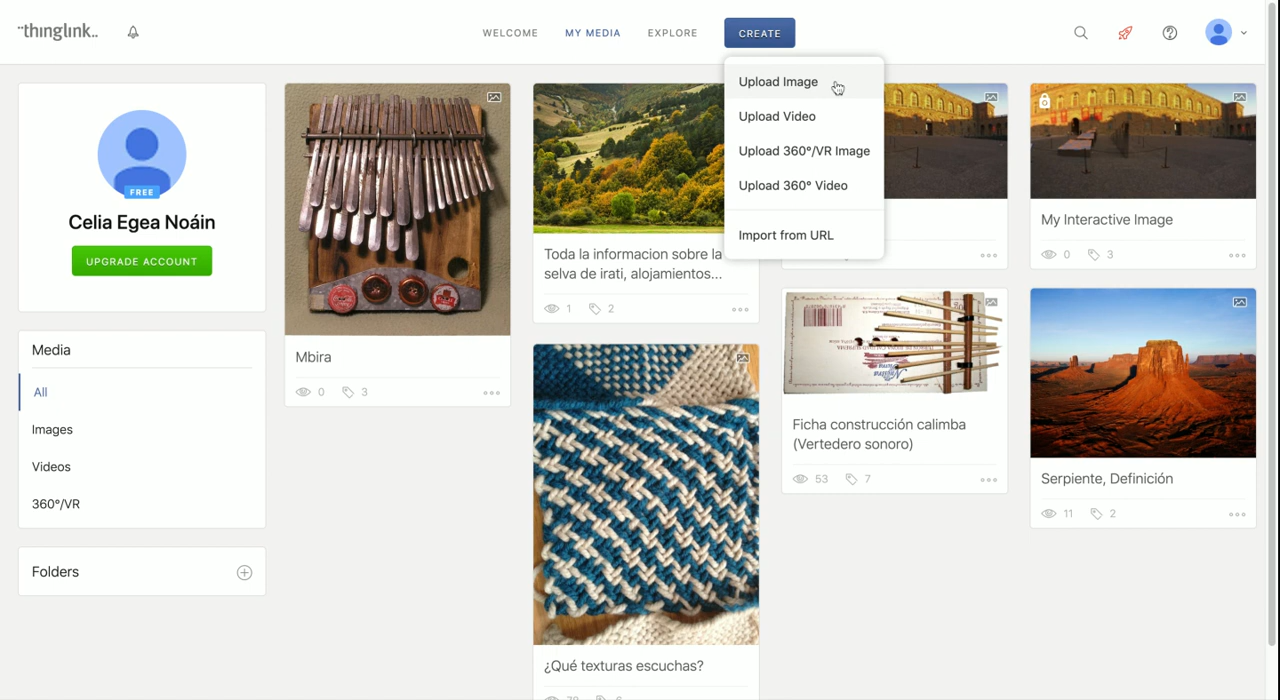 thinglink..
WELCOME
MY MEDIA
EXPLORE
CREATE
Upload Image
Upload Video
Upload 360°/VR Image
Upload 360° Video
Import from URL
FREE
Celia Egea Noáin
UPGRADE ACCOUNT
Media
All
Images
Videos
360°/VR
Folders
Mbira
0
3
Toda la informacion sobre la
selva de irati, alojamientos...
1
2
¿Qué texturas escuchas?
Ficha construcción calimba
(Vertedero sonoro)
53
7
My Interactive Image
0
3
Serpiente, Definición
11
2